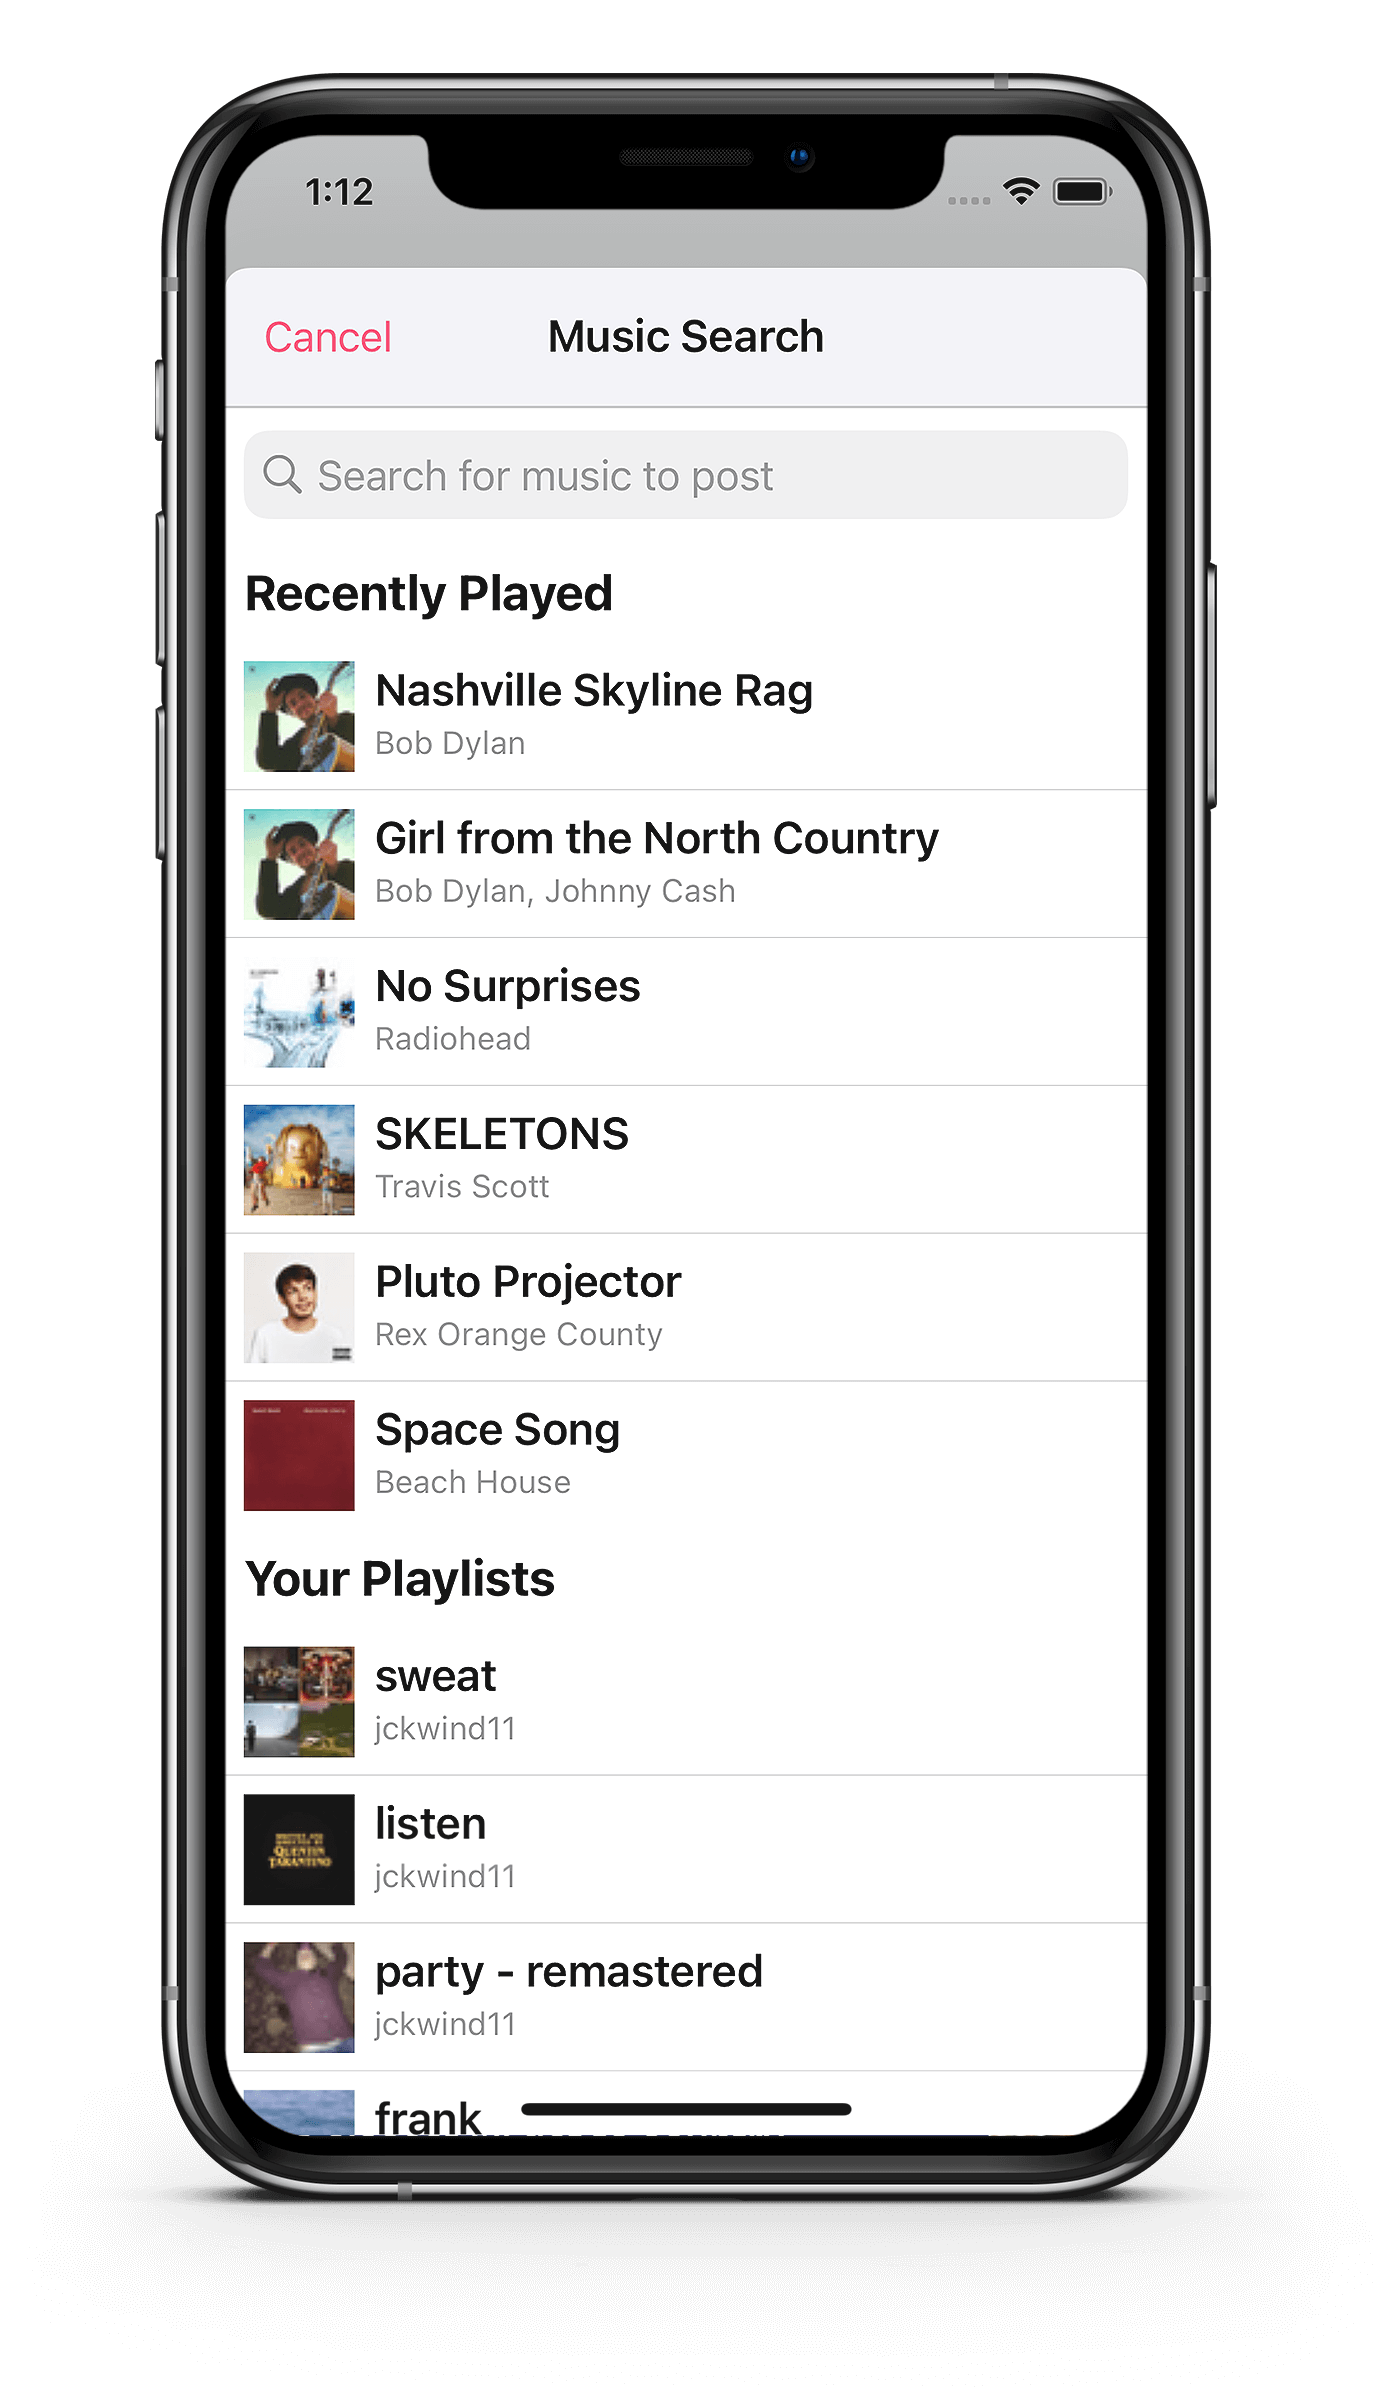 1:12
Cancel
Music Search
Search for music to post
Recently Played
Nashville Skyline Rag
Bob Dylan
Girl from the North Country
Bob Dylan, Johnny Cash
No Surprises
Radiohead
SKELETONS
Travis Scott
Pluto Projector
Rex Orange County
Space Song
Beach House
Your Playlists
sweat
jckwind11
listen
jckwind11
QUENTIN
TARANTINO
party - remastered
jckwind11
frank